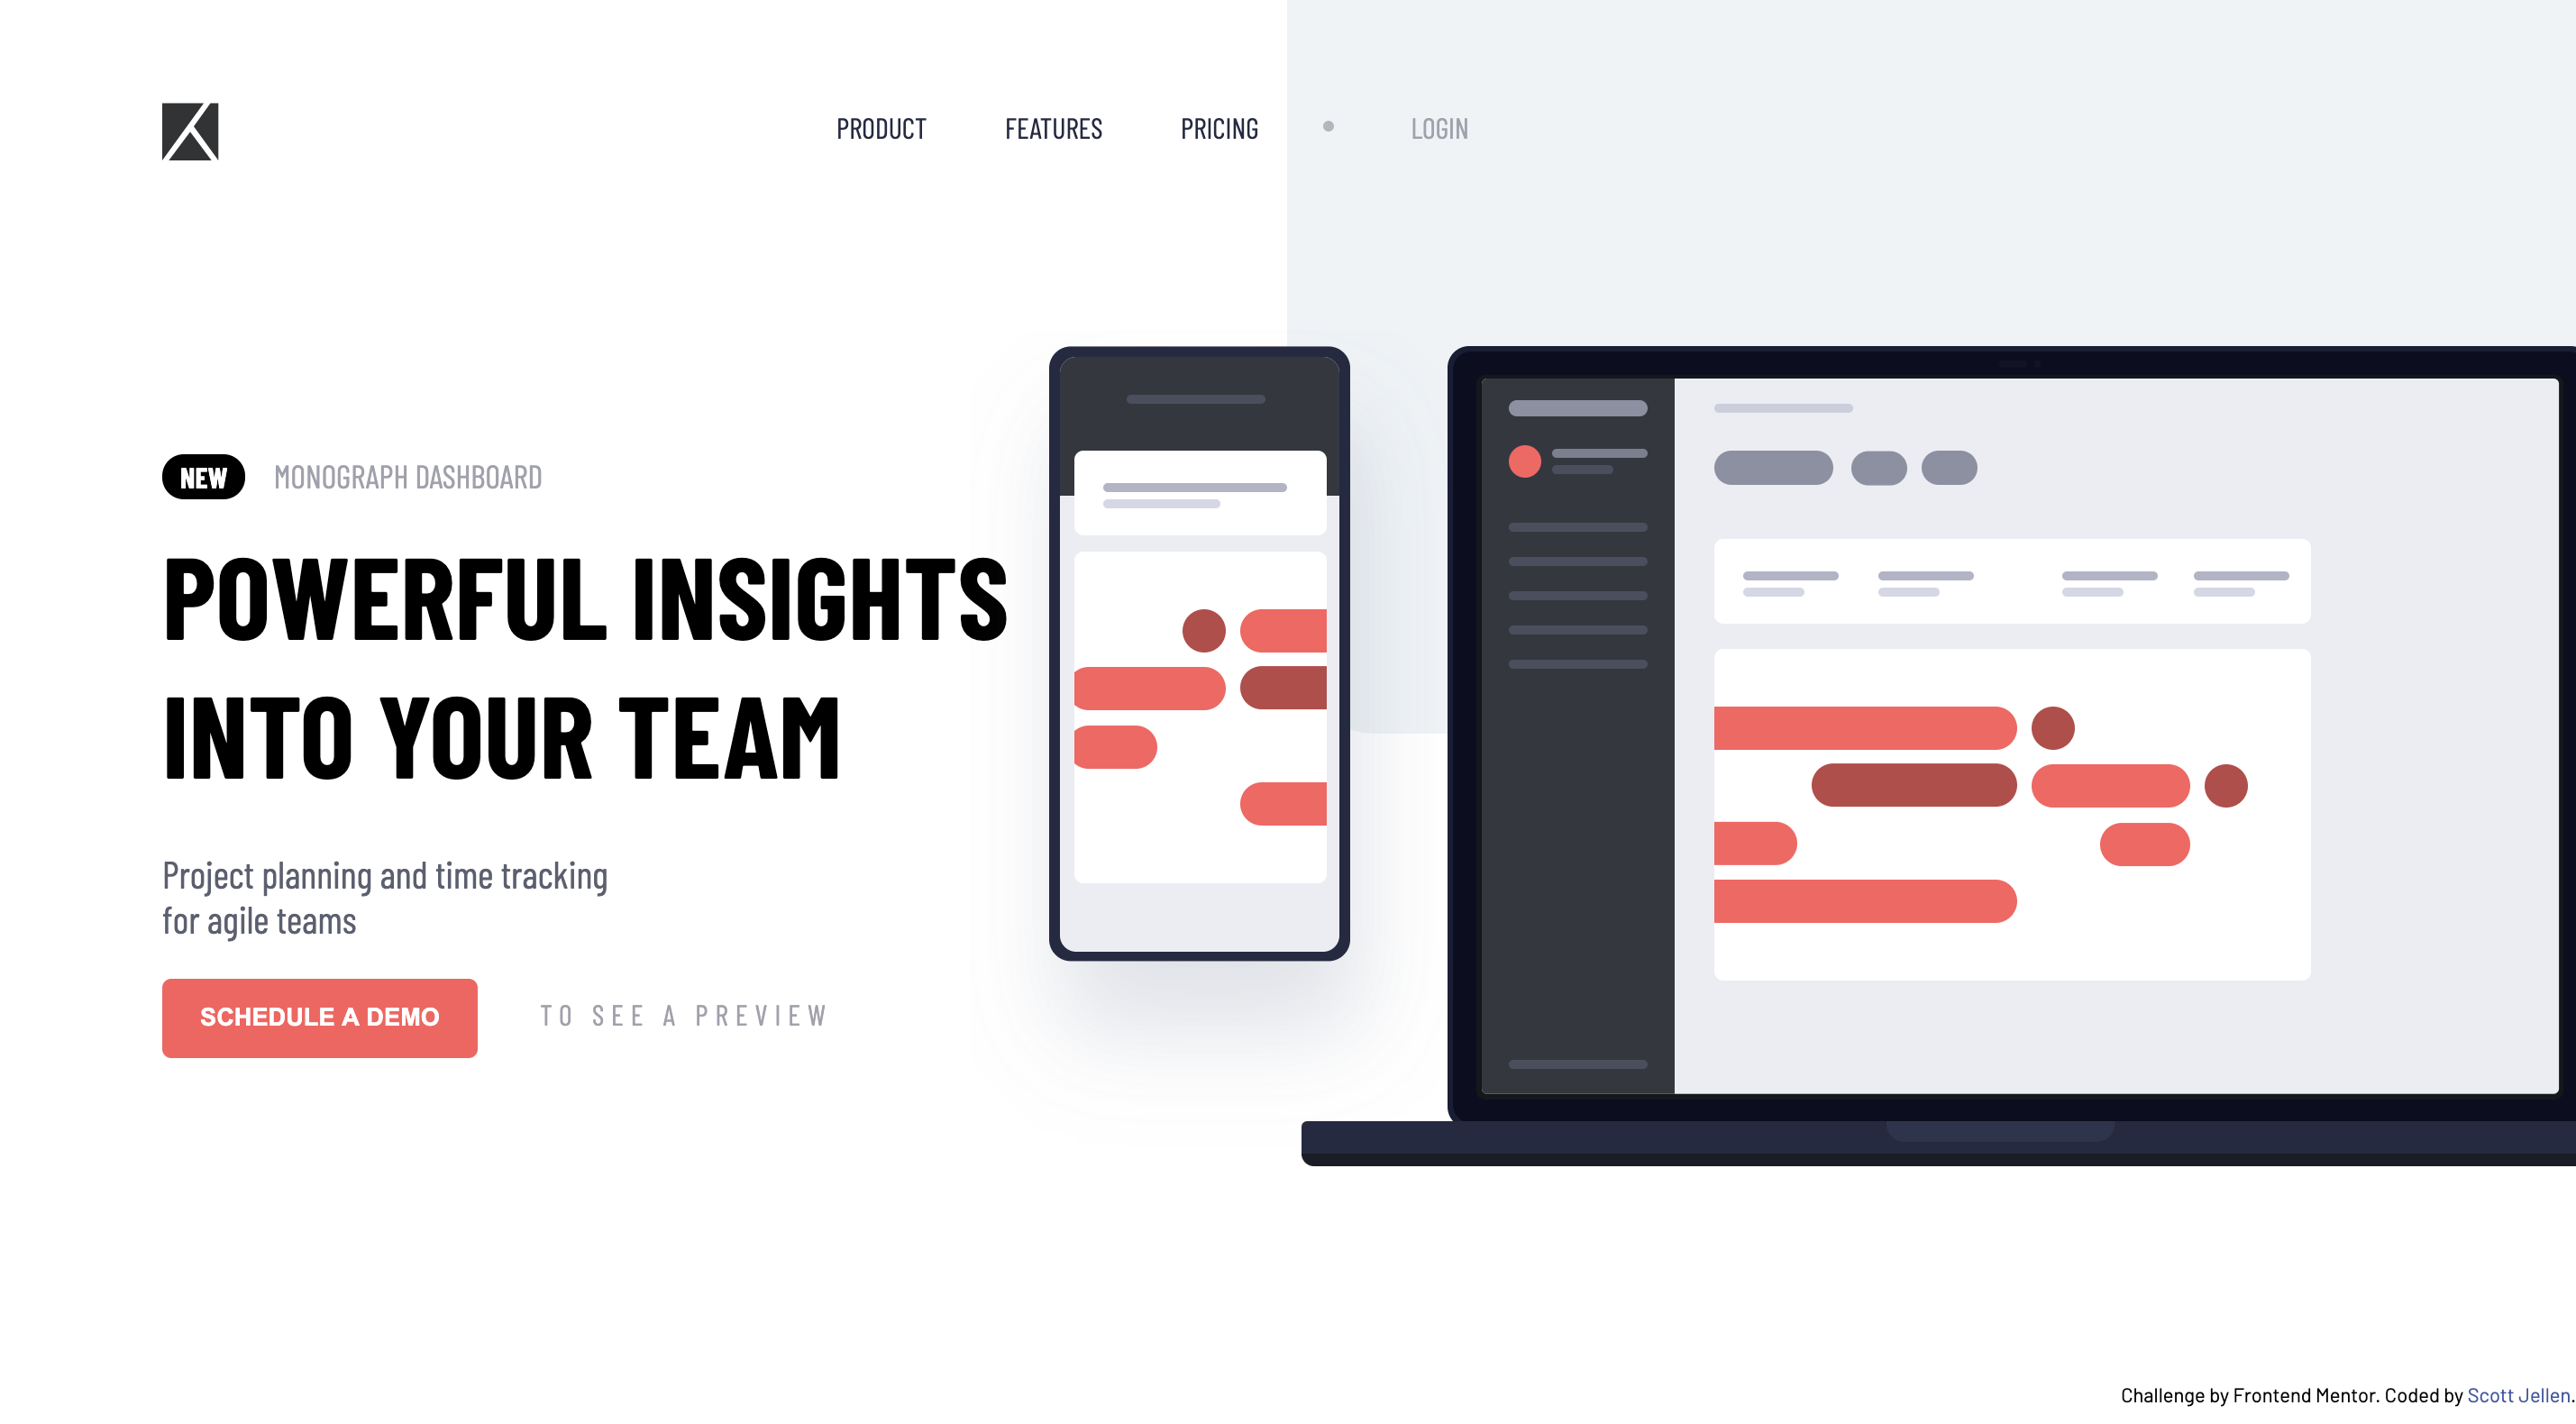 PRODUCT FEATURES PRICING LOGIN
NEW MONOGRAPH DASHBOARD
POWERFUL INSIGHTS
INTO YOUR TEAM
Project planning and time tracking
for agile teams
SCHEDULE A DEMO TO SEE A PREVIEW
Challenge by Frontend Mentor. Coded by Scott Jellen.